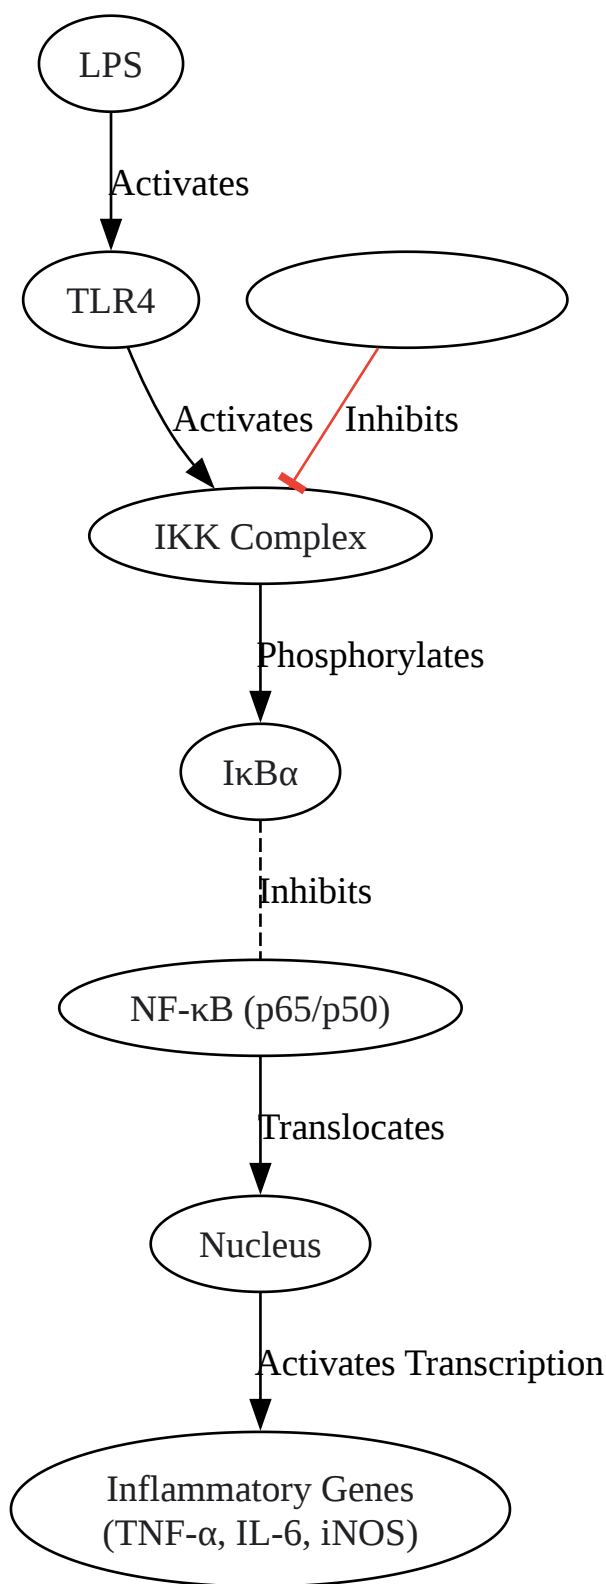 LPS
Activates
TLR4
Activates
Inhibits
IKK Complex
Phosphorylates
IκBα
Inhibits
NF-κB (p65/p50)
Translocates
Nucleus
Activates Transcription
Inflammatory Genes
(TNF-α, IL-6, iNOS)